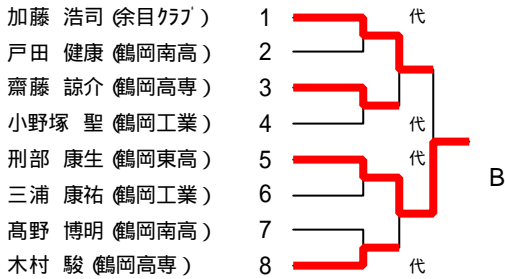 加藤 浩司 (余目クラブ) 1 代
戸田 健康 (鶴岡南高) 2
齋藤 諒介 (鶴岡高専) 3
小野塚 聖 (鶴岡工業) 4 代
刑部 康生 (鶴岡東高) 5 代
B
三浦 康祐 (鶴岡工業) 6
髙野 博明 (鶴岡南高) 7
木村 駿 (鶴岡高専) 8 代